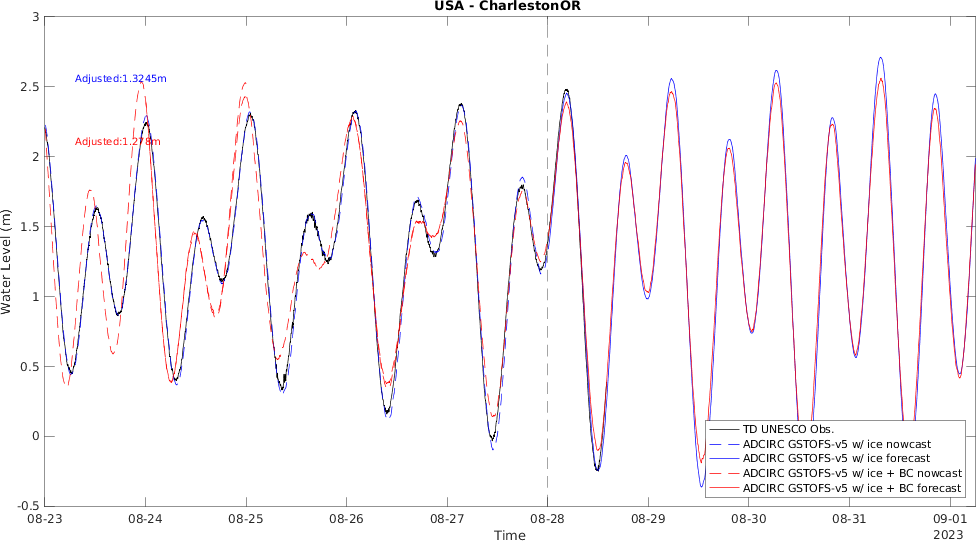 USA - CharlestonOR
3
2.5
2
1.5
1
0.5
0
-0.5
Water Level (m)
Adjusted:1.3245m
Adjusted:1.278m
TD UNESCO Obs.
ADCIRC GSTOFS-v5 w/ ice nowcast
ADCIRC GSTOFS-v5 w/ ice forecast
ADCIRC GSTOFS-v5 w/ ice + BC nowcast
ADCIRC GSTOFS-v5 w/ ice + BC forecast
08-23 08-24 08-25 08-26 08-27 08-28 08-29 08-30 08-31 09-01
Time 2023